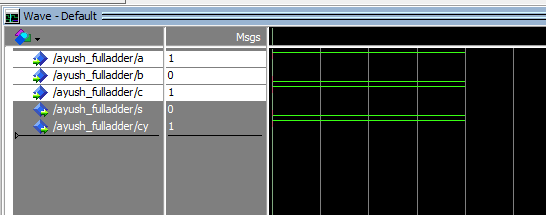 Wave - Default
Msgs
/ayush_fulladder/a 1
/ayush_fulladder/b 0
/ayush_fulladder/c 1
/ayush_fulladder/s 0
/ayush_fulladder/cy 1